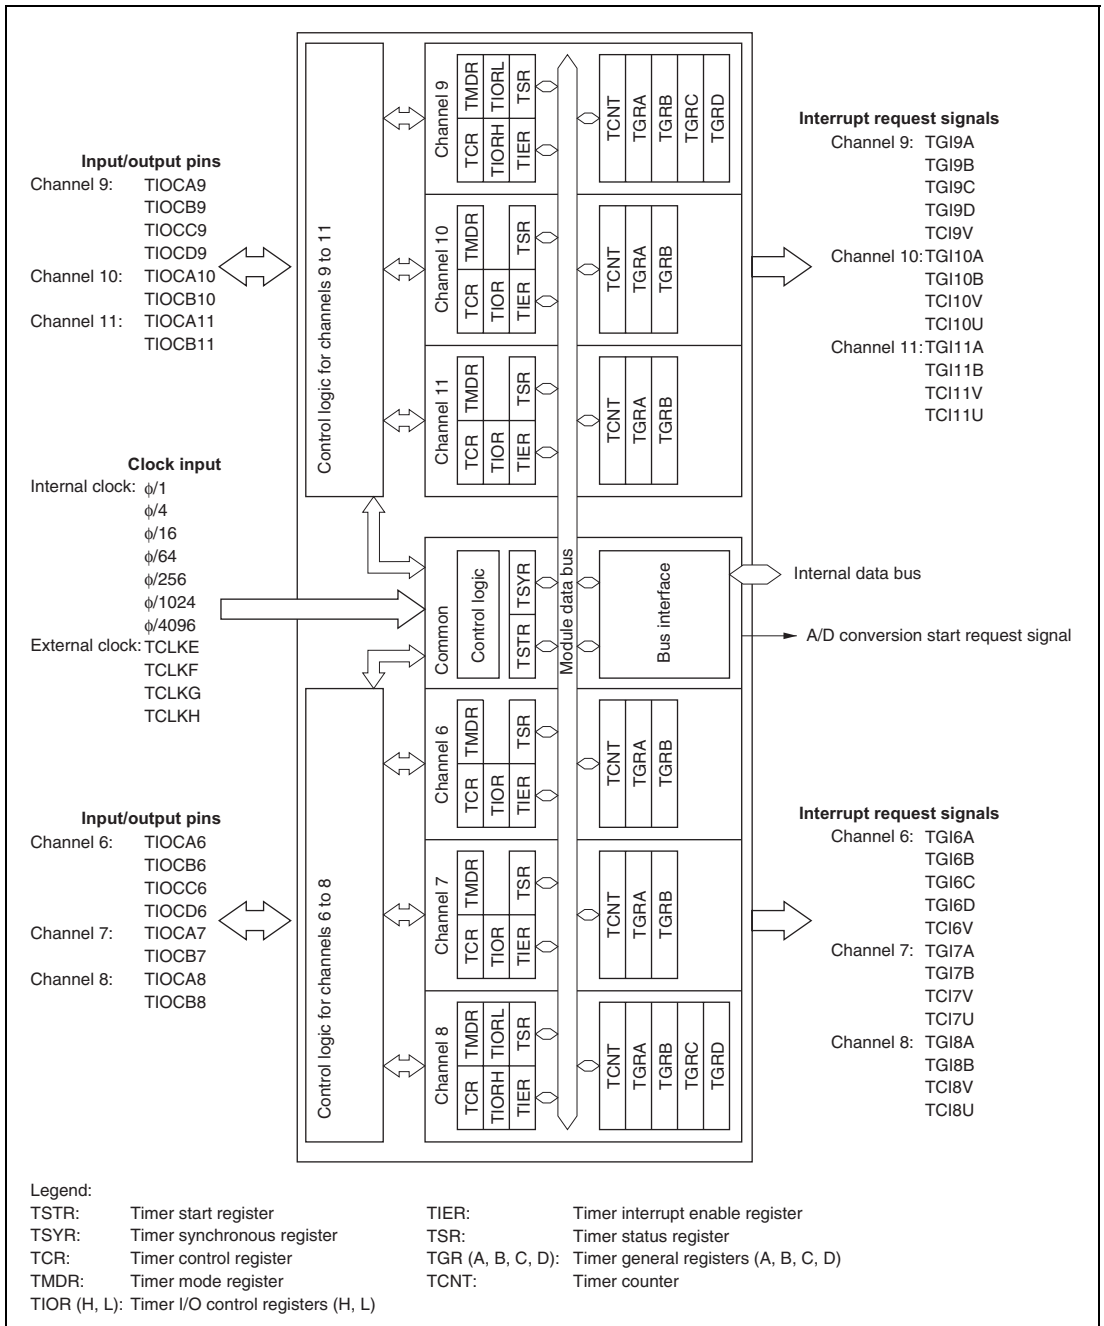 Input/output pins
Channel 9: TIOCA9
TIOCB9
TIOCC9
TIOCD9
Channel 10: TIOCA10
TIOCB10
Channel 11: TIOCA11
TIOCB11
Clock input
Internal clock: ϕ/1
ϕ/4
ϕ/16
ϕ/64
ϕ/256
ϕ/1024
ϕ/4096
External clock: TCLKE
TCLKF
TCLKG
TCLKH
Input/output pins
Channel 6: TIOCA6
TIOCB6
TIOCC6
TIOCD6
Channel 7: TIOCA7
TIOCB7
Channel 8: TIOCA8
TIOCB8
Control logic for channels 9 to 11
Control logic for channels 6 to 8
Channel 9
TCR TMDR
TIORH TIORL
TIER TSR
TCNT
TGRA
TGRB
TGRC
TGRD
Channel 10
TCR TMDR
TIOR
TIER TSR
TCNT
TGRA
TGRB
Channel 11
TCR TMDR
TIOR
TIER TSR
TCNT
TGRA
TGRB
Common
Control logic
TSTR TSYR
Module data bus
Bus interface
Channel 6
TCR TMDR
TIOR
TIER TSR
TCNT
TGRA
TGRB
Channel 7
TCR TMDR
TIOR
TIER TSR
TCNT
TGRA
TGRB
Channel 8
TCR TMDR
TIORH TIORL
TIER TSR
TCNT
TGRA
TGRB
TGRC
TGRD
Interrupt request signals
Channel 9: TGI9A
TGI9B
TGI9C
TGI9D
TCI9V
Channel 10: TGI10A
TGI10B
TCI10V
TCI10U
Channel 11: TGI11A
TGI11B
TCI11V
TCI11U
Internal data bus
A/D conversion start request signal
Interrupt request signals
Channel 6: TGI6A
TGI6B
TGI6C
TGI6D
TCI6V
Channel 7: TGI7A
TGI7B
TCI7V
TCI7U
Channel 8: TGI8A
TGI8B
TCI8V
TCI8U
Legend:
TSTR: Timer start register
TSYR: Timer synchronous register
TCR: Timer control register
TMDR: Timer mode register
TIOR (H, L): Timer I/O control registers (H, L)
TIER: Timer interrupt enable register
TSR: Timer status register
TGR (A, B, C, D): Timer general registers (A, B, C, D)
TCNT: Timer counter